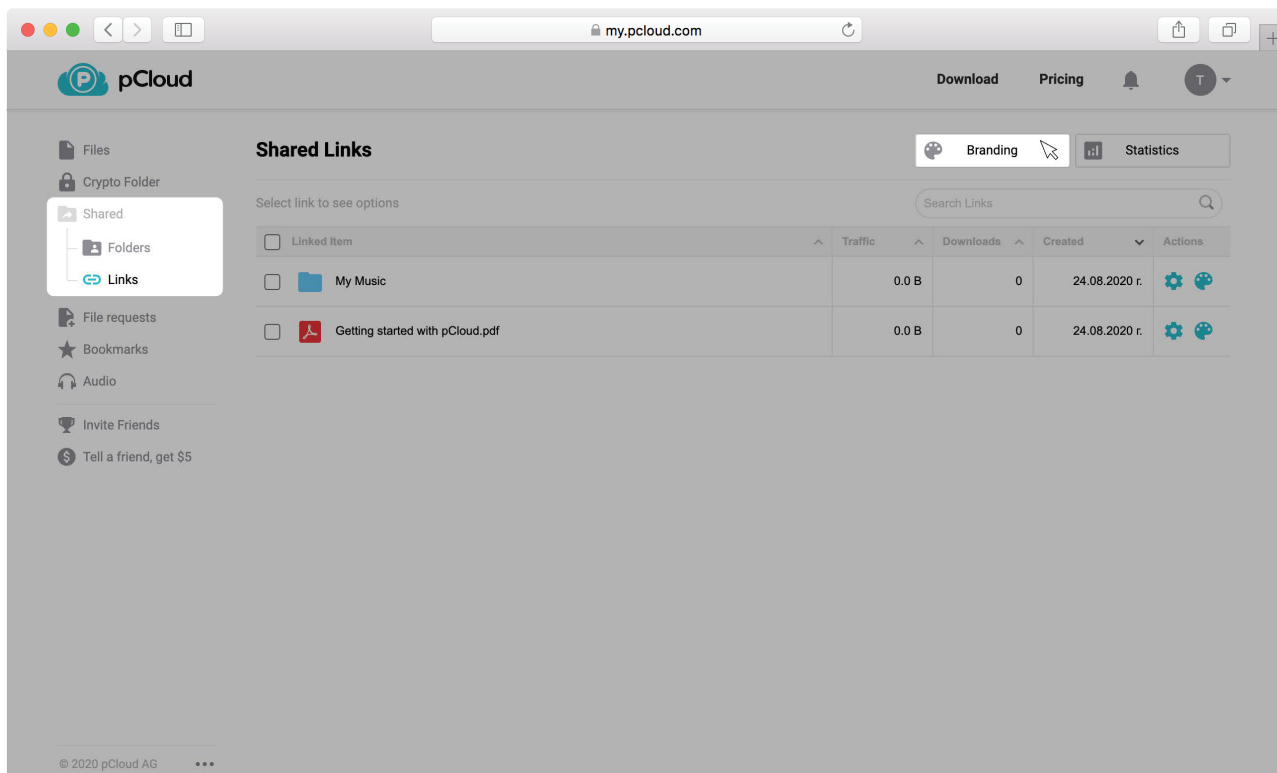 my.pcloud.com
P pCloud
Download Pricing T
Files
Crypto Folder
Shared
Folders
Links
File requests
Bookmarks
Audio
Invite Friends
$ Tell a friend, get $5
© 2020 pCloud AG
Shared Links
Branding Statistics
Select link to see options Search Links
Linked Item Traffic Downloads Created Actions
My Music 0.0 B 0 24.08.2020 г.
Getting started with pCloud.pdf 0.0 B 0 24.08.2020 г.